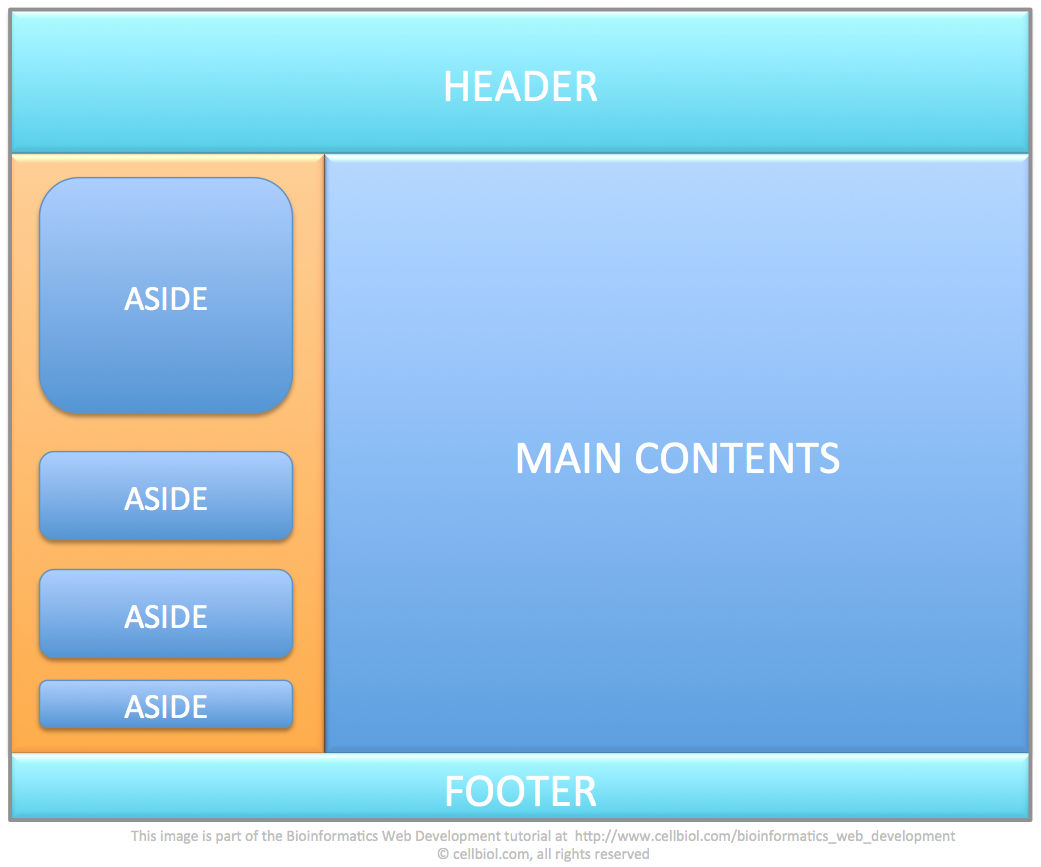 HEADER
ASIDE
ASIDE
ASIDE
ASIDE
MAIN CONTENTS
FOOTER
This image is part of the Bioinformatics Web Development tutorial at http://www.cellbiol.com/bioinformatics_web_development
© cellbiol.com, all rights reserved